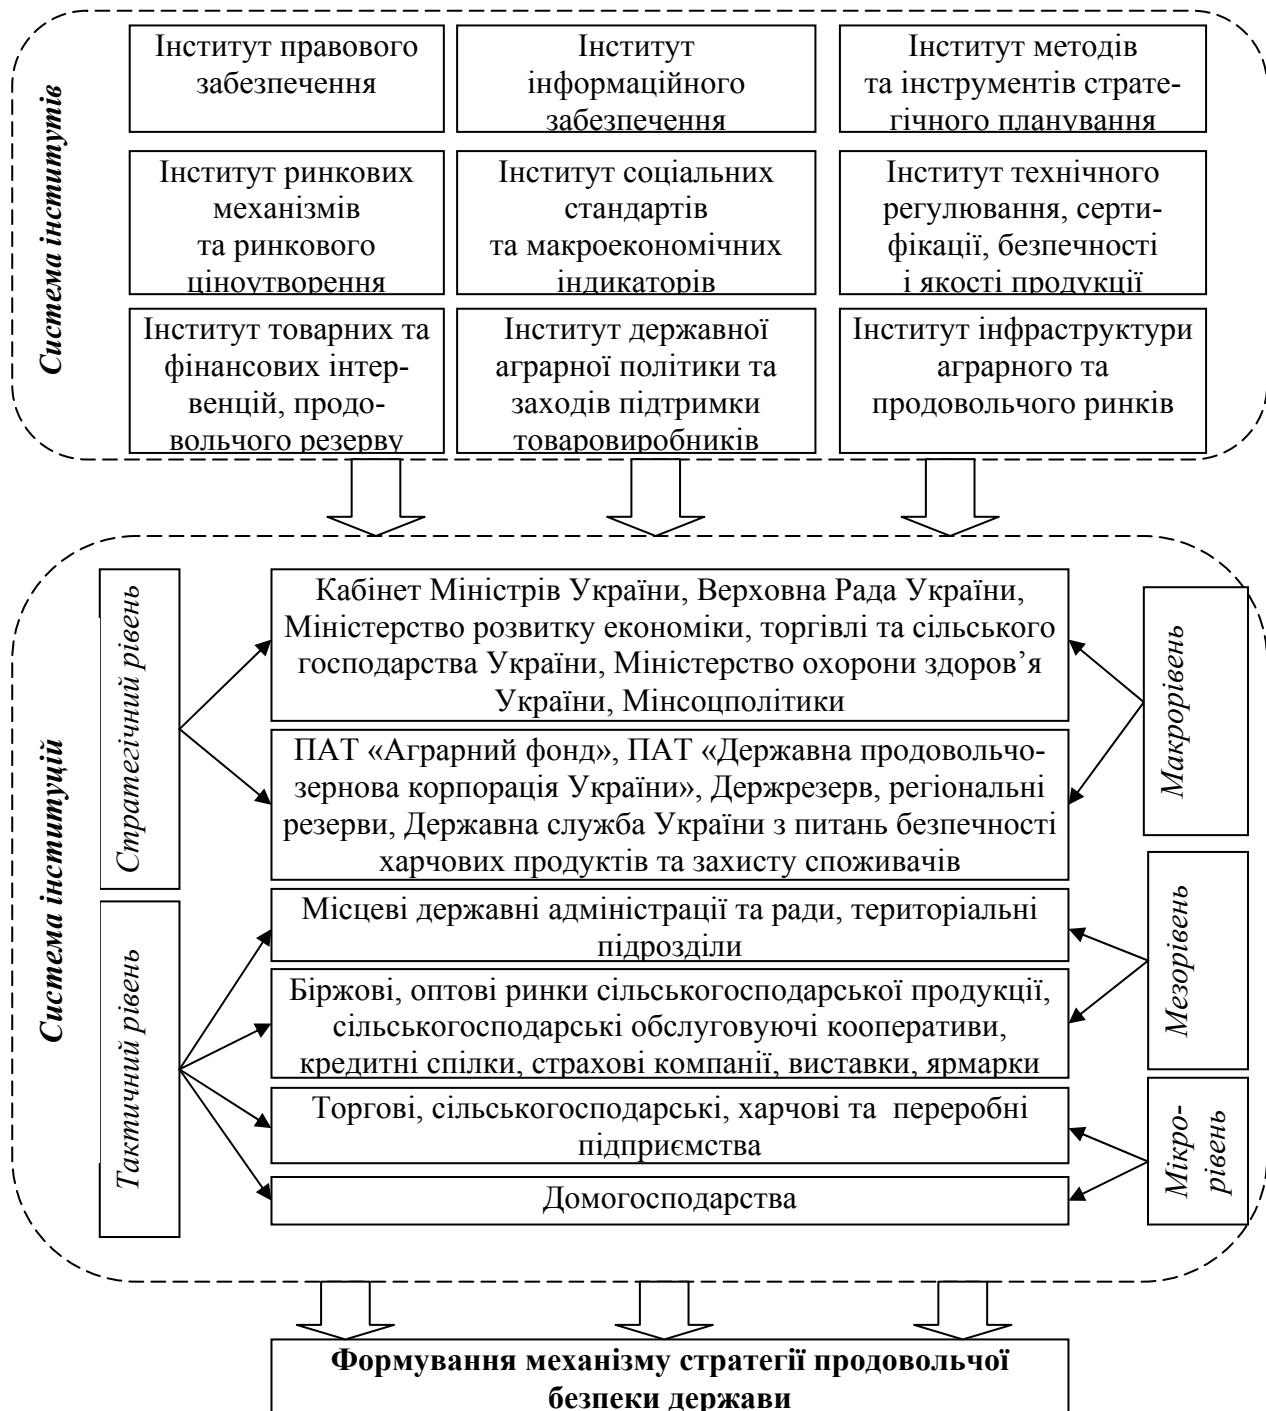 Система інститутів
Інститут правового
забезпечення
Інститут
інформаційного
забезпечення
Інститут методів
та інструментів страте-
гічного планування
Інститут ринкових
механізмів
та ринкового
ціноутворення
Інститут соціальних
стандартів
та макроекономічних
індикаторів
Інститут технічного
регулювання, серти-
фікації, безпечності
і якості продукції
Інститут товарних та
фінансових інтер-
венцій, продо-
вольчого резерву
Інститут державної
аграрної політики та
заходів підтримки
товаровиробників
Інститут інфраструктури
аграрного та
продовольчого ринків
Система інституцій
Стратегічний рівень
Кабінет Міністрів України, Верховна Рада України,
Міністерство розвитку економіки, торгівлі та сільського
господарства України, Міністерство охорони здоров’я
України, Мінсоцполітики
ПАТ «Аграрний фонд», ПАТ «Державна продовольчо-
зернова корпорація України», Держрезерв, регіональні
резерви, Державна служба України з питань безпечності
харчових продуктів та захисту споживачів
Макрорівень
Тактичний рівень
Місцеві державні адміністрації та ради, територіальні
підрозділи
Біржові, оптові ринки сільськогосподарської продукції,
сільськогосподарські обслуговуючі кооперативи,
кредитні спілки, страхові компанії, виставки, ярмарки
Мезорівень
Торгові, сільськогосподарські, харчові та переробні
підприємства
Домогосподарства
Мікро-
рівень
Формування механізму стратегії продовольчої
безпеки держави